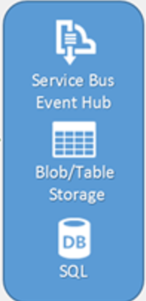 Service Bus
Event Hub
Blob/Table
Storage
DB
SQL